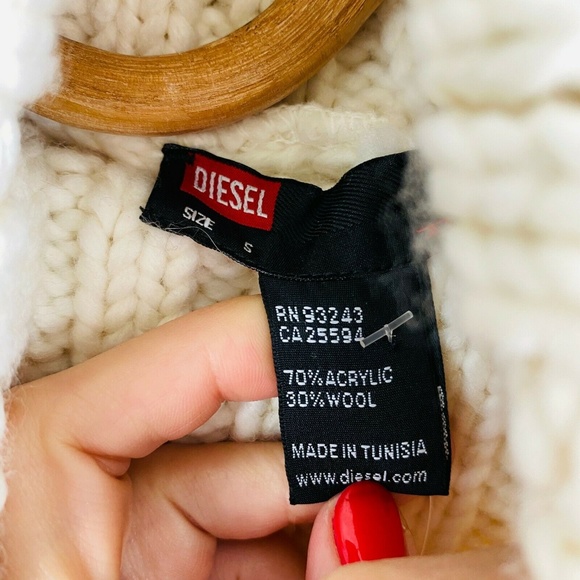 DIESEL
SIZE S
RN 93243
CA 25594
70% ACRYLIC
30% WOOL
MADE IN TUNISIA
www.diesel.com